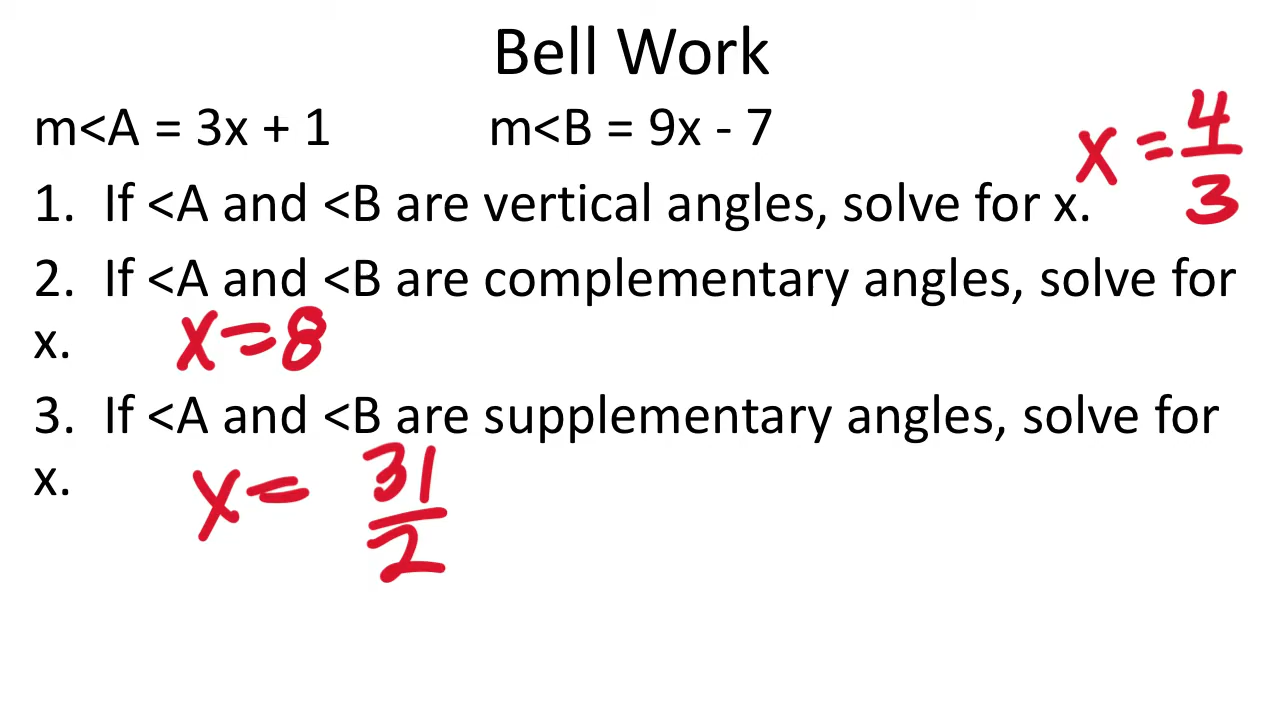 Bell Work
m<A = 3x + 1 m<B = 9x - 7
x = 4/3
1. If <A and <B are vertical angles, solve for x.
2. If <A and <B are complementary angles, solve for
x. x=8
3. If <A and <B are supplementary angles, solve for
x. x= 31/2